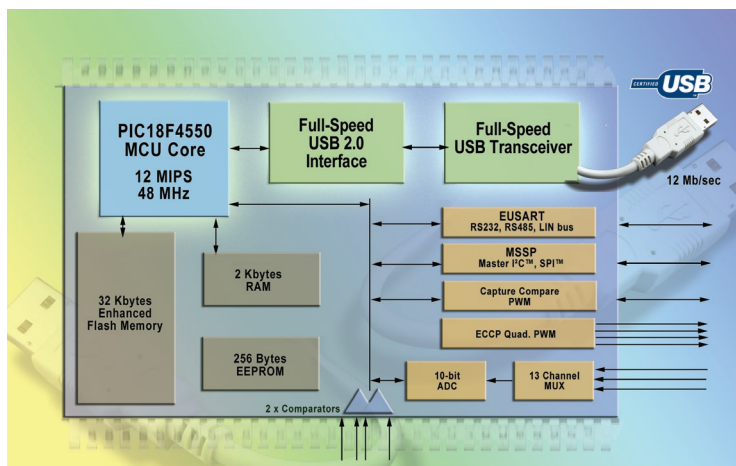 CERTIFIED USB
PIC18F4550
MCU Core
12 MIPS
48 MHz
Full-Speed
USB 2.0
Interface
Full-Speed
USB Transceiver
12 Mb/sec
EUSART
RS232, RS485, LIN bus
MSSP
Master I²C™, SPI™
2 Kbytes
RAM
32 Kbytes
Enhanced
Flash Memory
Capture Compare
PWM
ECCP Quad. PWM
256 Bytes
EEPROM
10-bit
ADC
13 Channel
MUX
2 x Comparators